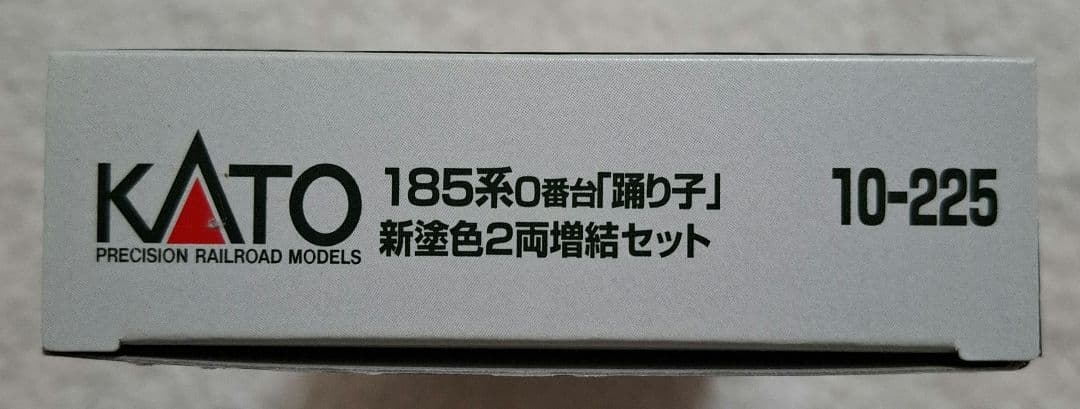 KATO
PRECISION RAILROAD MODELS
185系0番台「踊り子」
新塗色2両増結セット
10-225